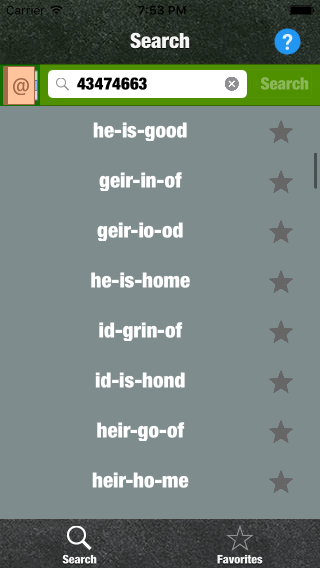 Carrier 7:53 PM
Search
?
@ 43474663 Search
he-is-good
geir-in-of
geir-io-od
he-is-home
id-grin-of
id-is-hond
heir-go-of
heir-ho-me
Search Favorites